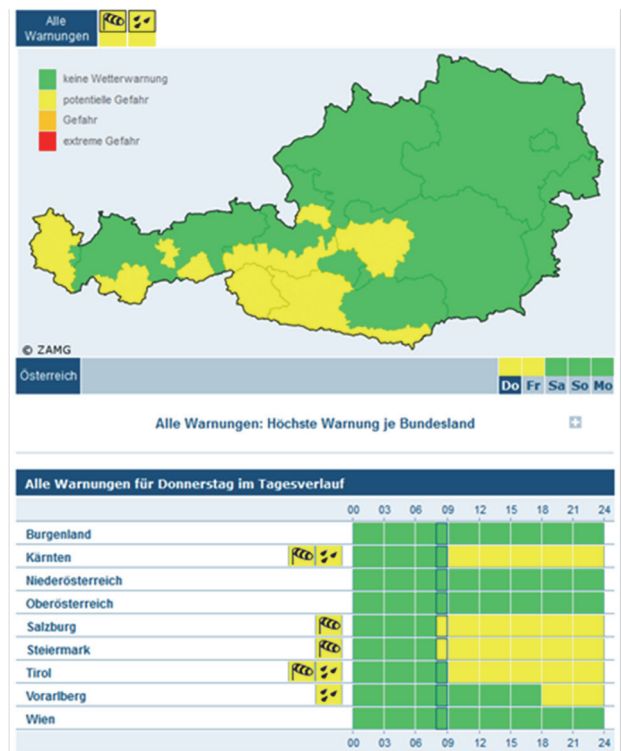 Alle
Warnungen
keine Wetterwarnung
potentielle Gefahr
Gefahr
extreme Gefahr
© ZAMG
Österreich
Do Fr Sa So Mo
Alle Warnungen: Höchste Warnung je Bundesland
Alle Warnungen für Donnerstag im Tagesverlauf
00 03 06 09 12 15 18 21 24
Burgenland
Kärnten
Niederösterreich
Oberösterreich
Salzburg
Steiermark
Tirol
Vorarlberg
Wien
00 03 06 09 12 15 18 21 24